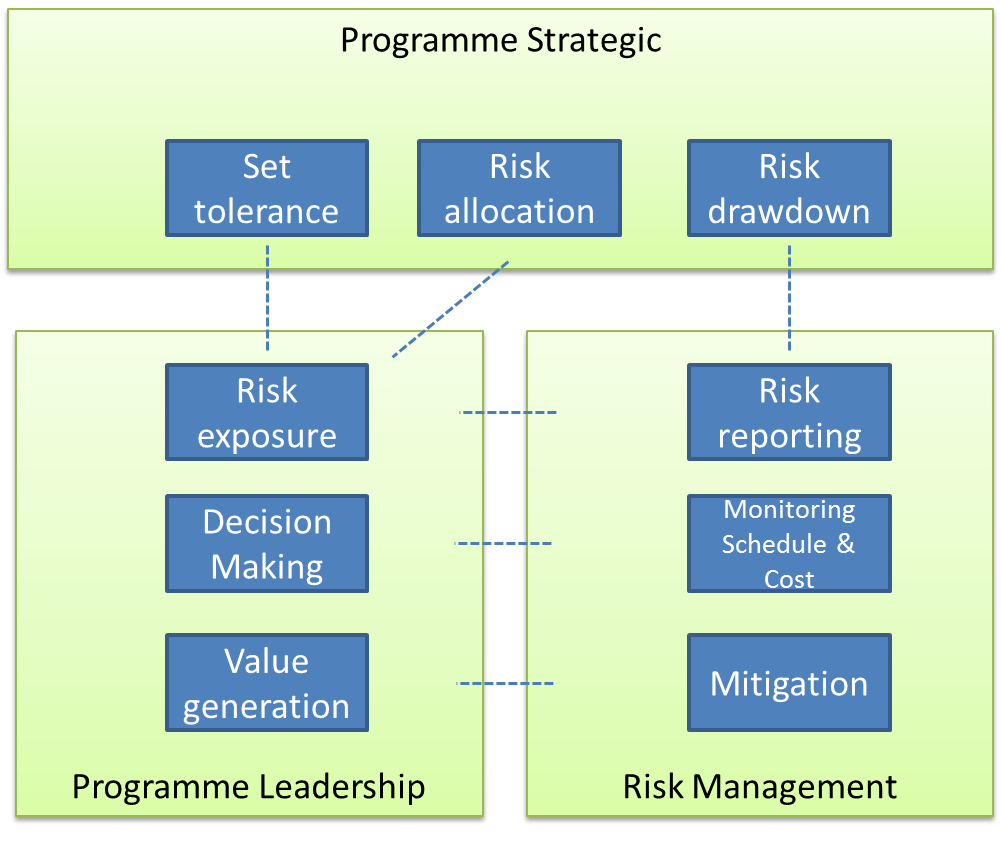 Programme Strategic
Set
tolerance
Risk
allocation
Risk
drawdown
Risk
exposure
Decision
Making
Value
generation
Programme Leadership
Risk
reporting
Monitoring
Schedule &
Cost
Mitigation
Risk Management